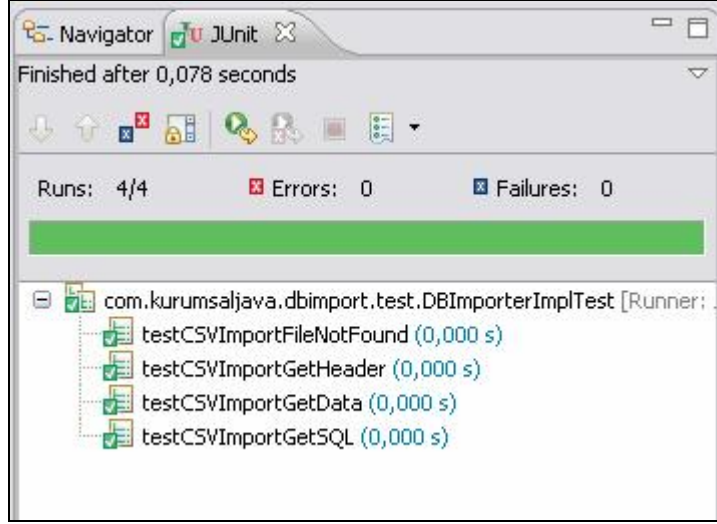 Navigator JUnit
Finished after 0,078 seconds
Runs: 4/4 Errors: 0 Failures: 0
com.kurumsaljava.dbimport.test.DBImporterImplTest [Runner:
testCSVImportFileNotFound (0,000 s)
testCSVImportGetHeader (0,000 s)
testCSVImportGetData (0,000 s)
testCSVImportGetSQL (0,000 s)